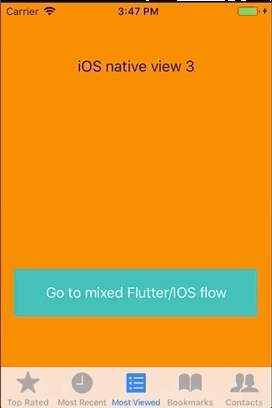 Carrier 3:47 PM
iOS native view 3
Go to mixed Flutter/IOS flow
Top Rated Most Recent Most Viewed Bookmarks Contacts